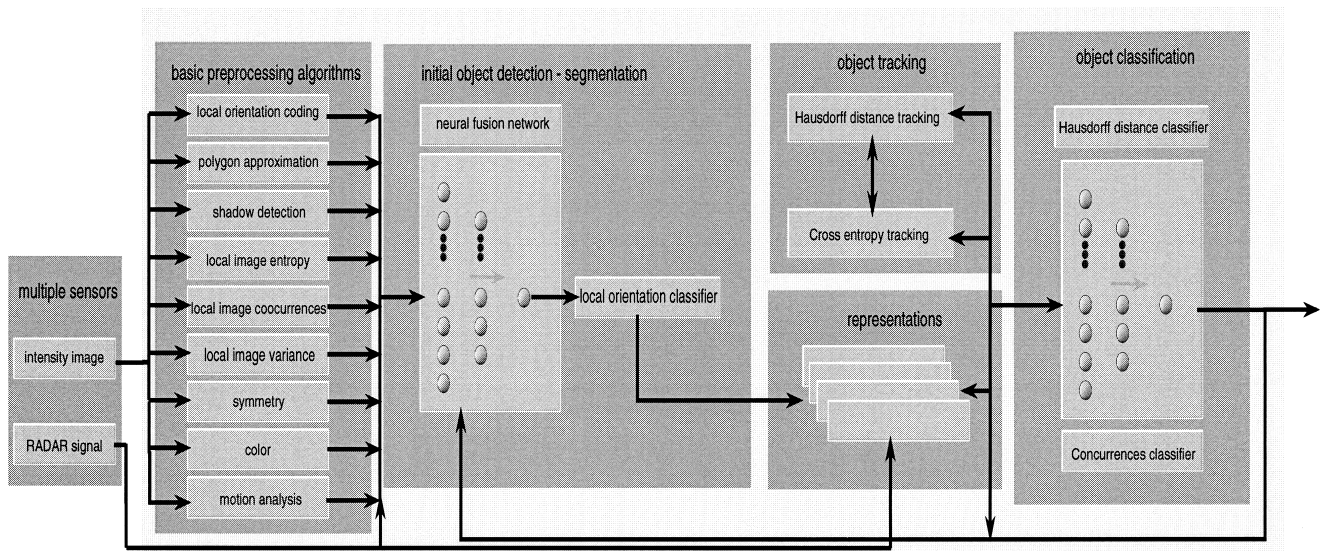 multiple sensors
intensity image
RADAR signal
basic preprocessing algorithms
local orientation coding
polygon approximation
shadow detection
local image entropy
local image coocurrences
local image variance
symmetry
color
motion analysis
initial object detection - segmentation
neural fusion network
local orientation classifier
object tracking
Hausdorff distance tracking
Cross entropy tracking
representations
object classification
Hausdorff distance classifier
Concurrences classifier